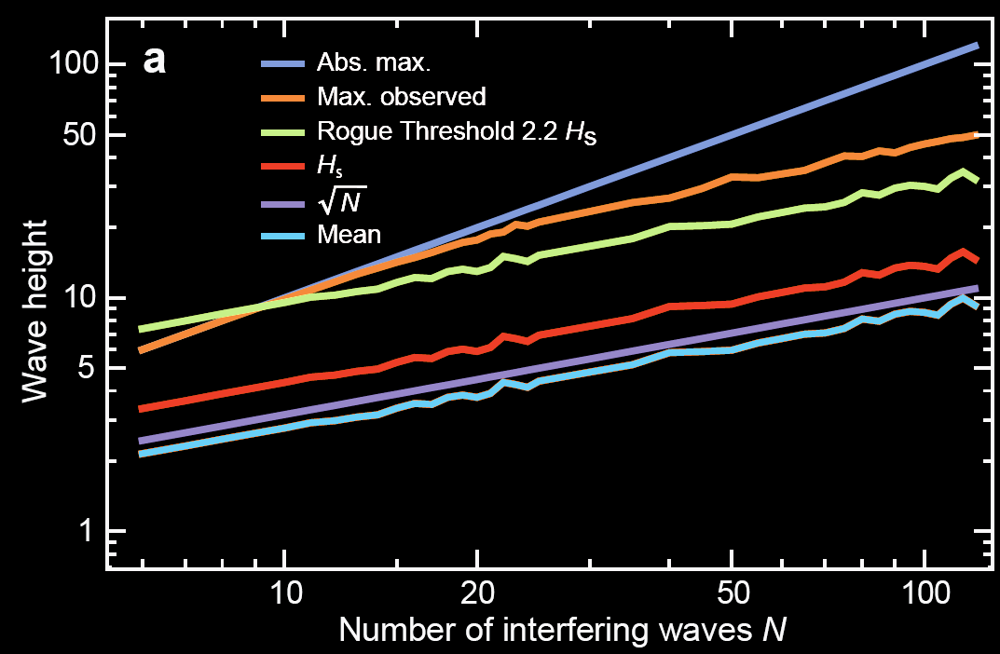 a
Abs. max.
Max. observed
Rogue Threshold 2.2 Hs
Hs
√N
Mean
Wave height
100
50
10
5
1
10 20 50 100
Number of interfering waves N